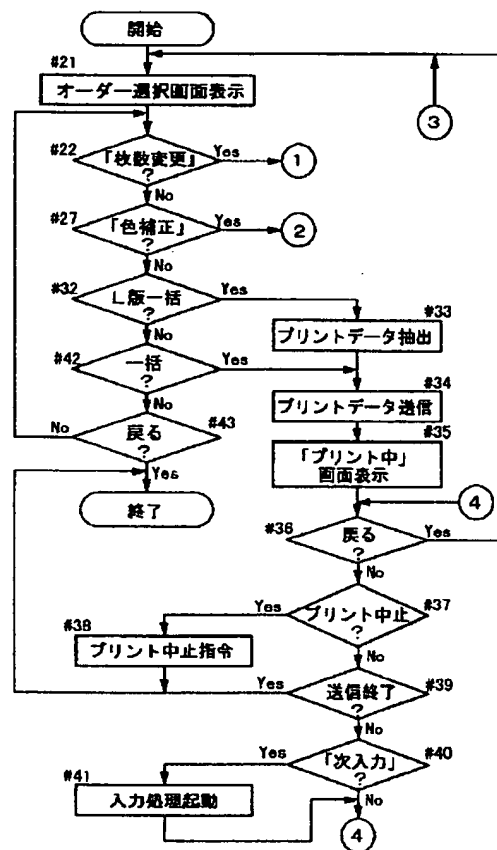 開始
#21
オーダー選択画面表示
③
#22
「枚数変更」
?
Yes
①
No
#27
「色補正」
?
Yes
②
No
#32
L版一括
?
Yes
#33
プリントデータ抽出
No
#42
一括
?
Yes
#34
プリントデータ送信
No
No
戻る
?
#43
#35
「プリント中」
画面表示
Yes
終了
④
#36
戻る
?
Yes
No
Yes
プリント中止
?
#37
#38
プリント中止指令
No
Yes
送信終了
?
#39
No
Yes
「次入力」
?
#40
#41
入力処理起動
No
④